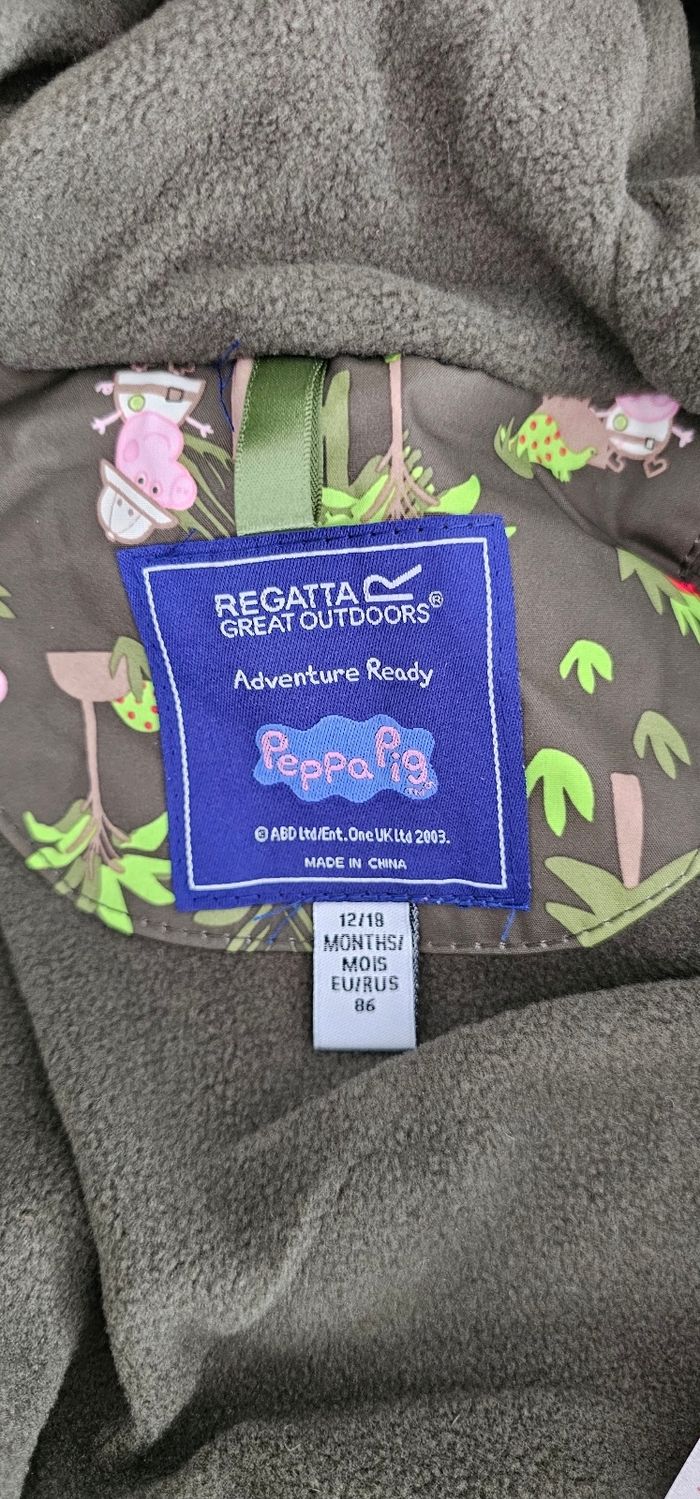 REGATTA
GREAT OUTDOORS®
Adventure Ready
Peppa Pig
© ABD Ltd/Ent. One UK Ltd 2003.
MADE IN CHINA
12/18
MONTHS/
MOIS
EU/RUS
86